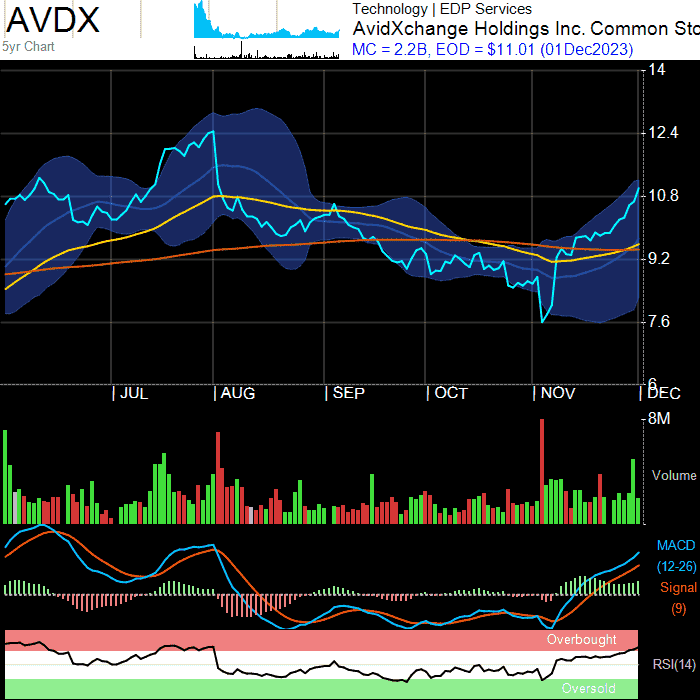 AVDX
5yr Chart
Technology | EDP Services
AvidXchange Holdings Inc. Common Sto
MC = 2.2B, EOD = $11.01 (01Dec2023)
14
12.4
10.8
9.2
7.6
6
JUL
AUG
SEP
OCT
NOV
DEC
8M
Volume
MACD
(12-26)
Signal
(9)
Overbought
RSI(14)
Oversold